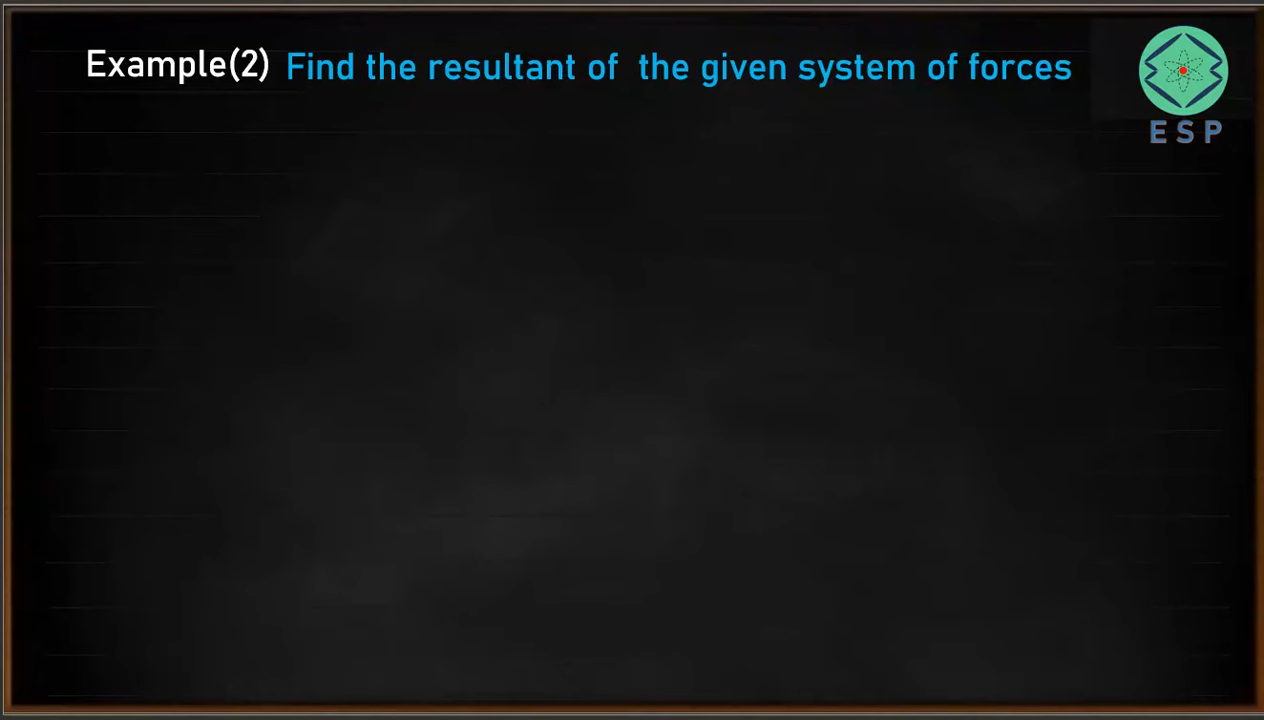 Example(2) Find the resultant of the given system of forces
ESP